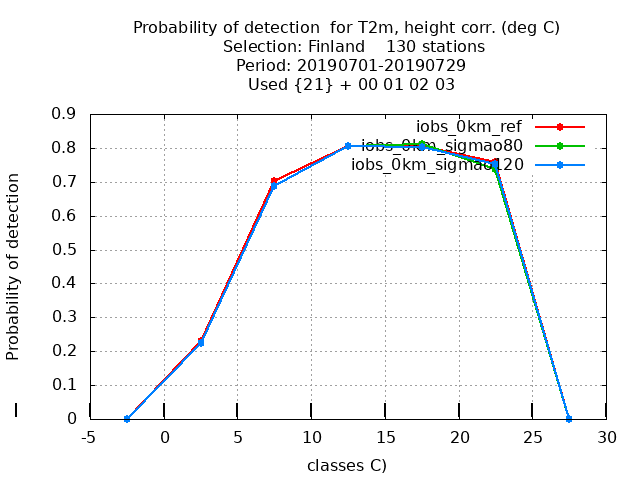 Probability of detection  for T2m, height corr. (deg C)
Selection: Finland    130 stations
Period: 20190701-20190729
Used {21} + 00 01 02 03
iobs_0km_ref
iobs_0km_sigmao80
iobs_0km_sigmao120
Probability of detection
0.9
0.8
0.7
0.6
0.5
0.4
0.3
0.2
0.1
0
-5 0 5 10 15 20 25 30
classes C)